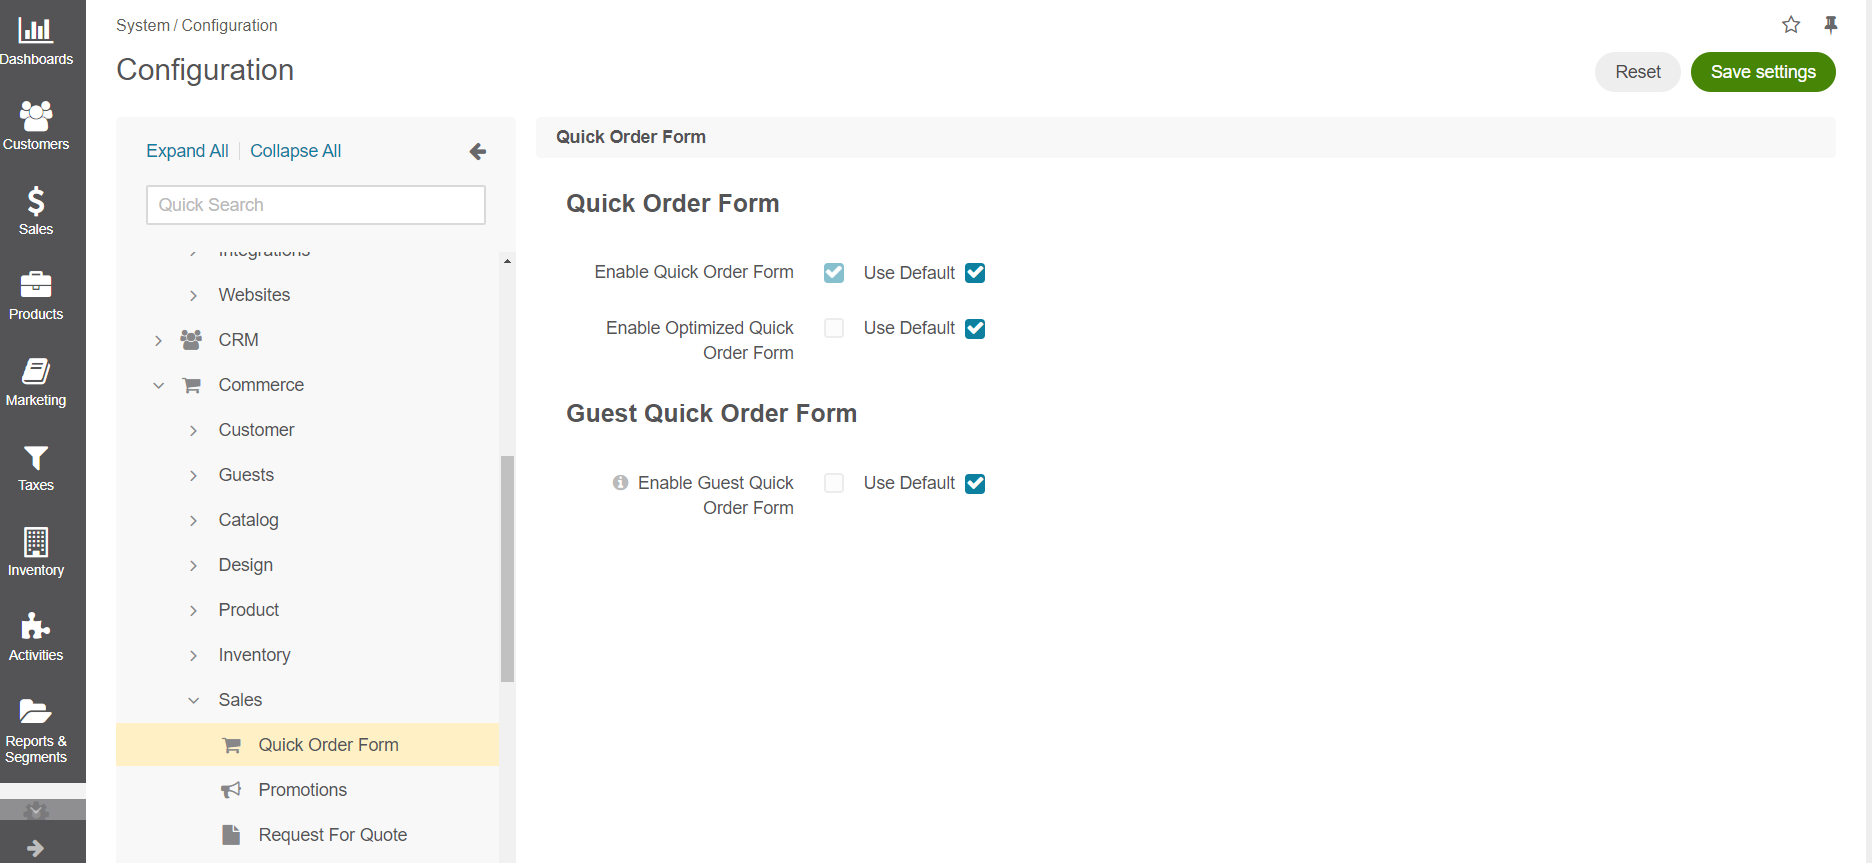 Dashboards
Customers
Sales
Products
Marketing
Taxes
Inventory
Activities
Reports &
Segments
System / Configuration
Configuration
Reset
Save settings
Expand All
Collapse All
Quick Search
Integrations
Websites
CRM
Commerce
Customer
Guests
Catalog
Design
Product
Inventory
Sales
Quick Order Form
Promotions
Request For Quote
Quick Order Form
Quick Order Form
Enable Quick Order Form
Use Default
Enable Optimized Quick
Order Form
Use Default
Guest Quick Order Form
Enable Guest Quick
Order Form
Use Default